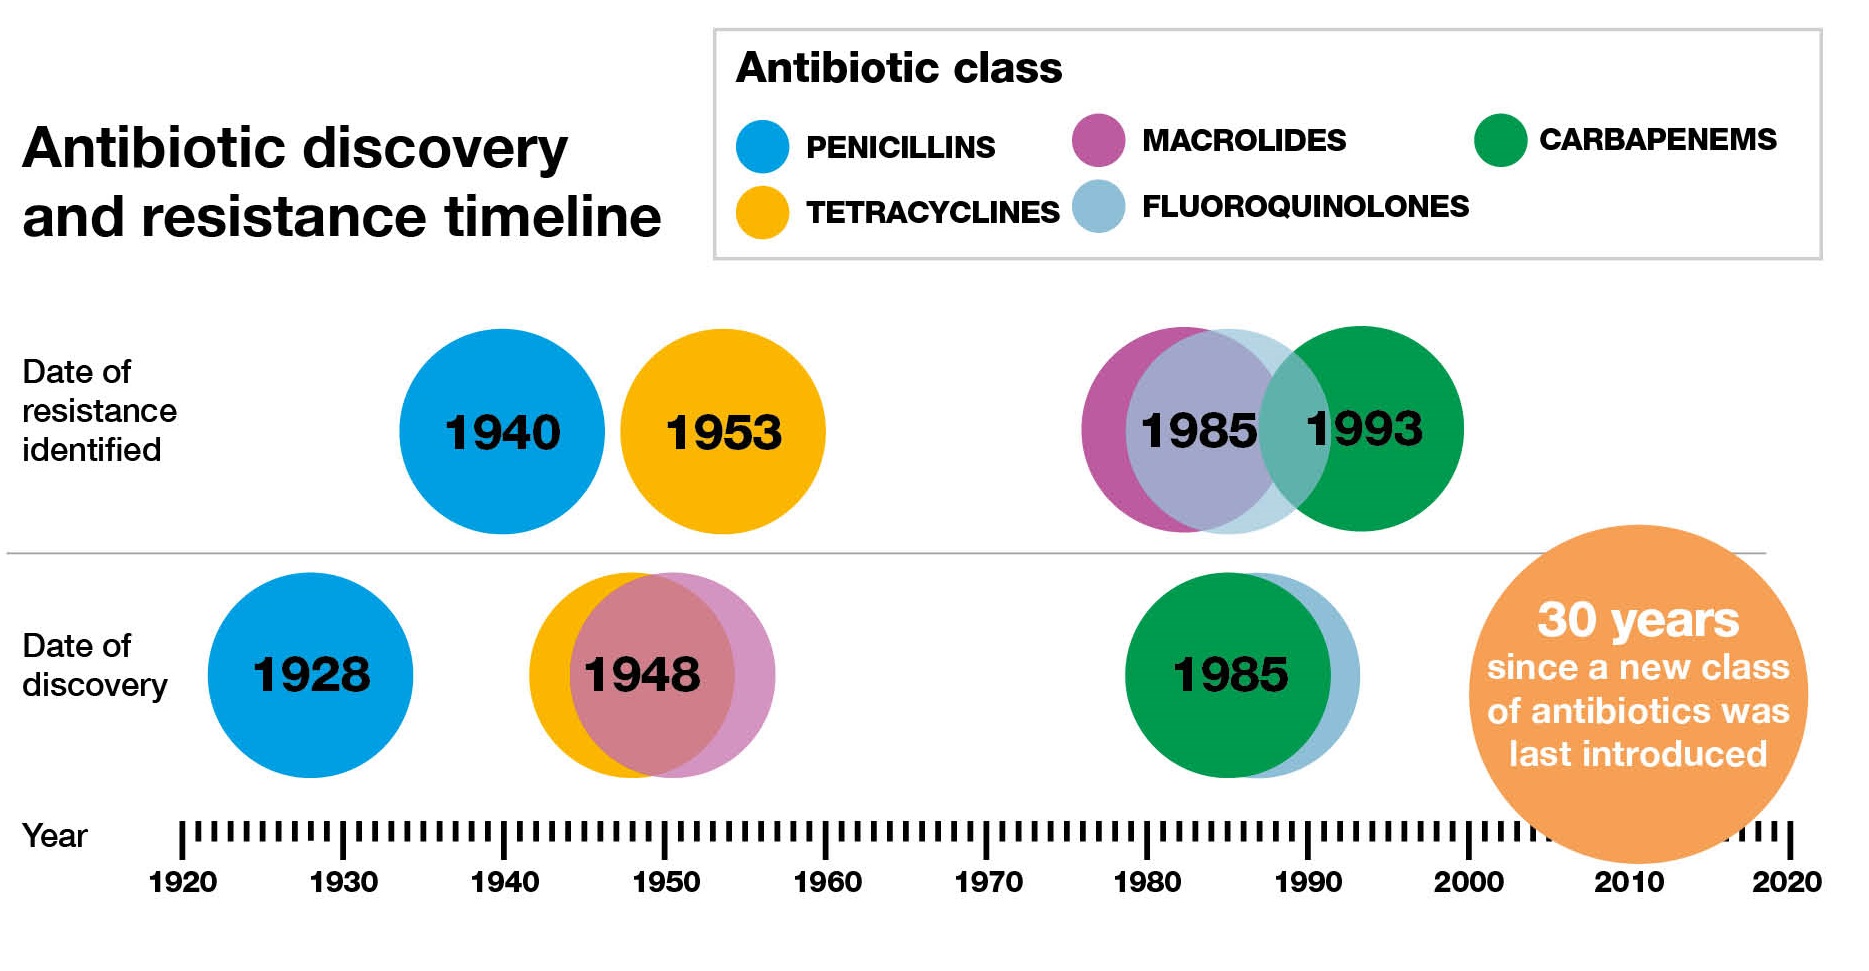 Antibiotic discovery
and resistance timeline
Antibiotic class
PENICILLINS
MACROLIDES
CARBAPENEMS
TETRACYCLINES
FLUOROQUINOLONES
Date of
resistance
identified
1940
1953
1985
1993
Date of
discovery
1928
1948
1985
30 years
since a new class
of antibiotics was
last introduced
Year
1920 1930 1940 1950 1960 1970 1980 1990 2000 2010 2020